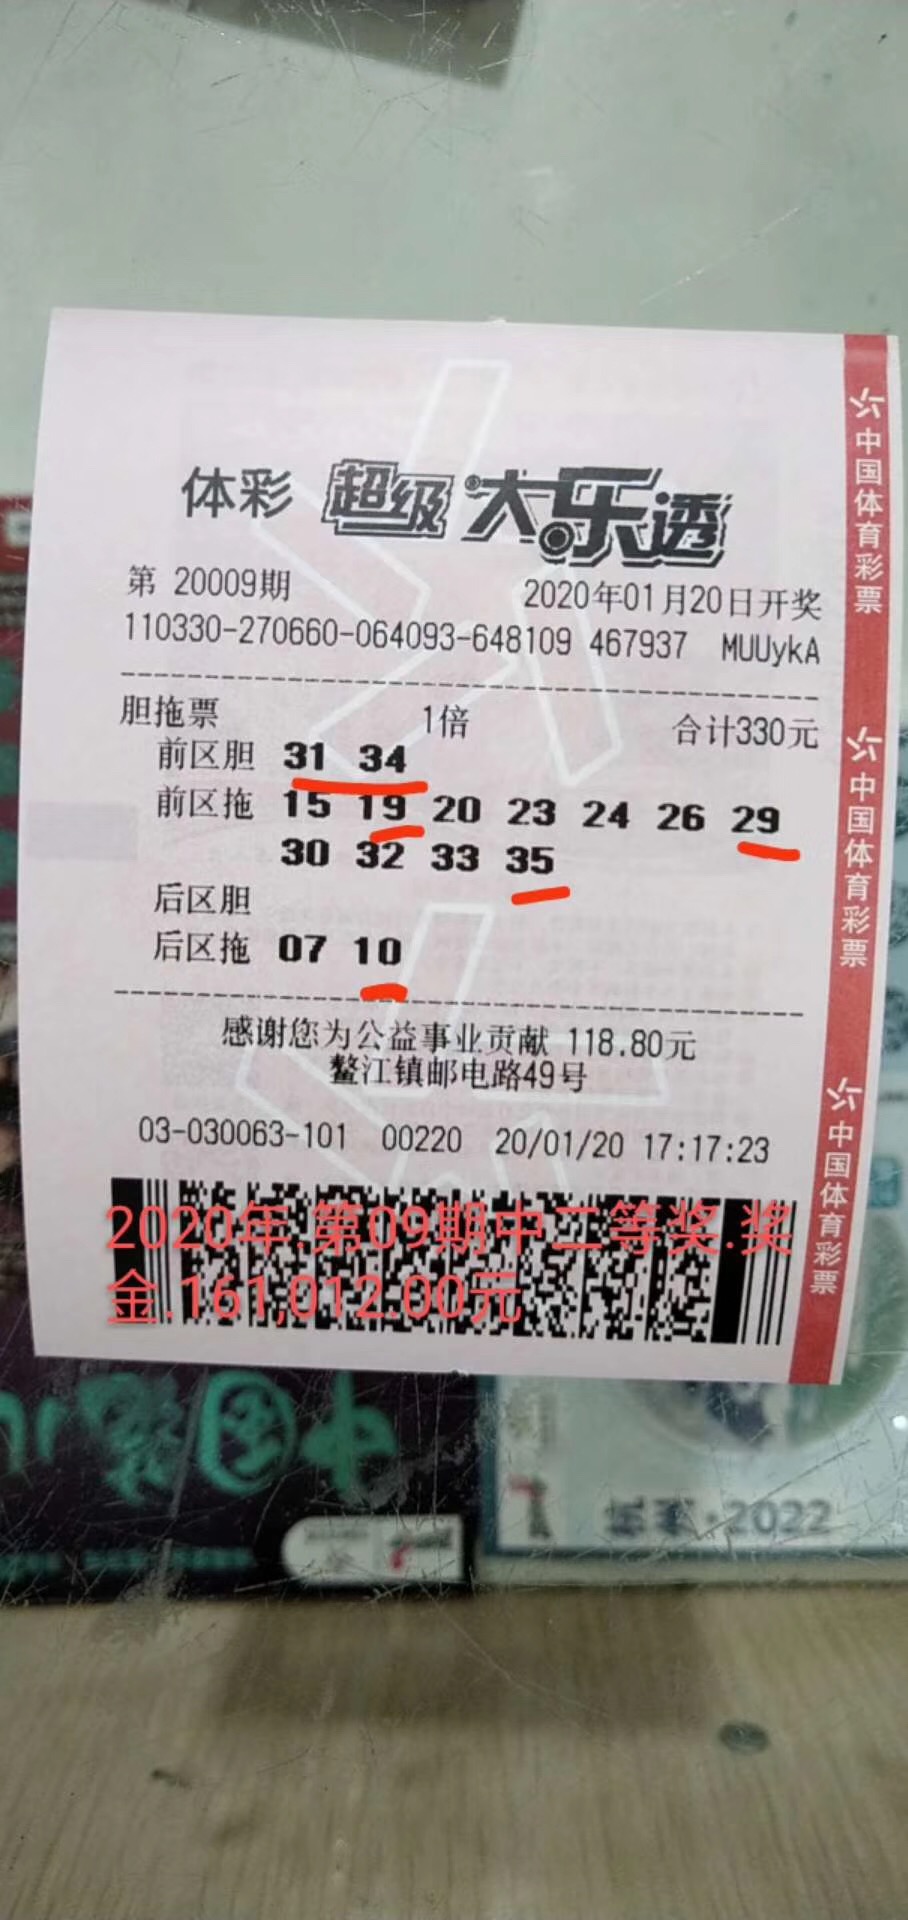 体彩 超级大乐透
第 20009期 2020年01月20日开奖
110330-270660-064093-648109 467937 MUUykA
胆拖票 1倍 合计330元
前区胆 31 34
前区拖 15 19 20 23 24 26 29
30 32 33 35
后区胆
后区拖 07 10
感谢您为公益事业贡献 118.80元
鳌江镇邮电路49号
03-030063-101 00220 20/01/20 17:17:23
2020年.第09期中二等奖.奖
金.161,012.00元
中国体育彩票
中国体育彩票
中国体育彩票
中国
2022